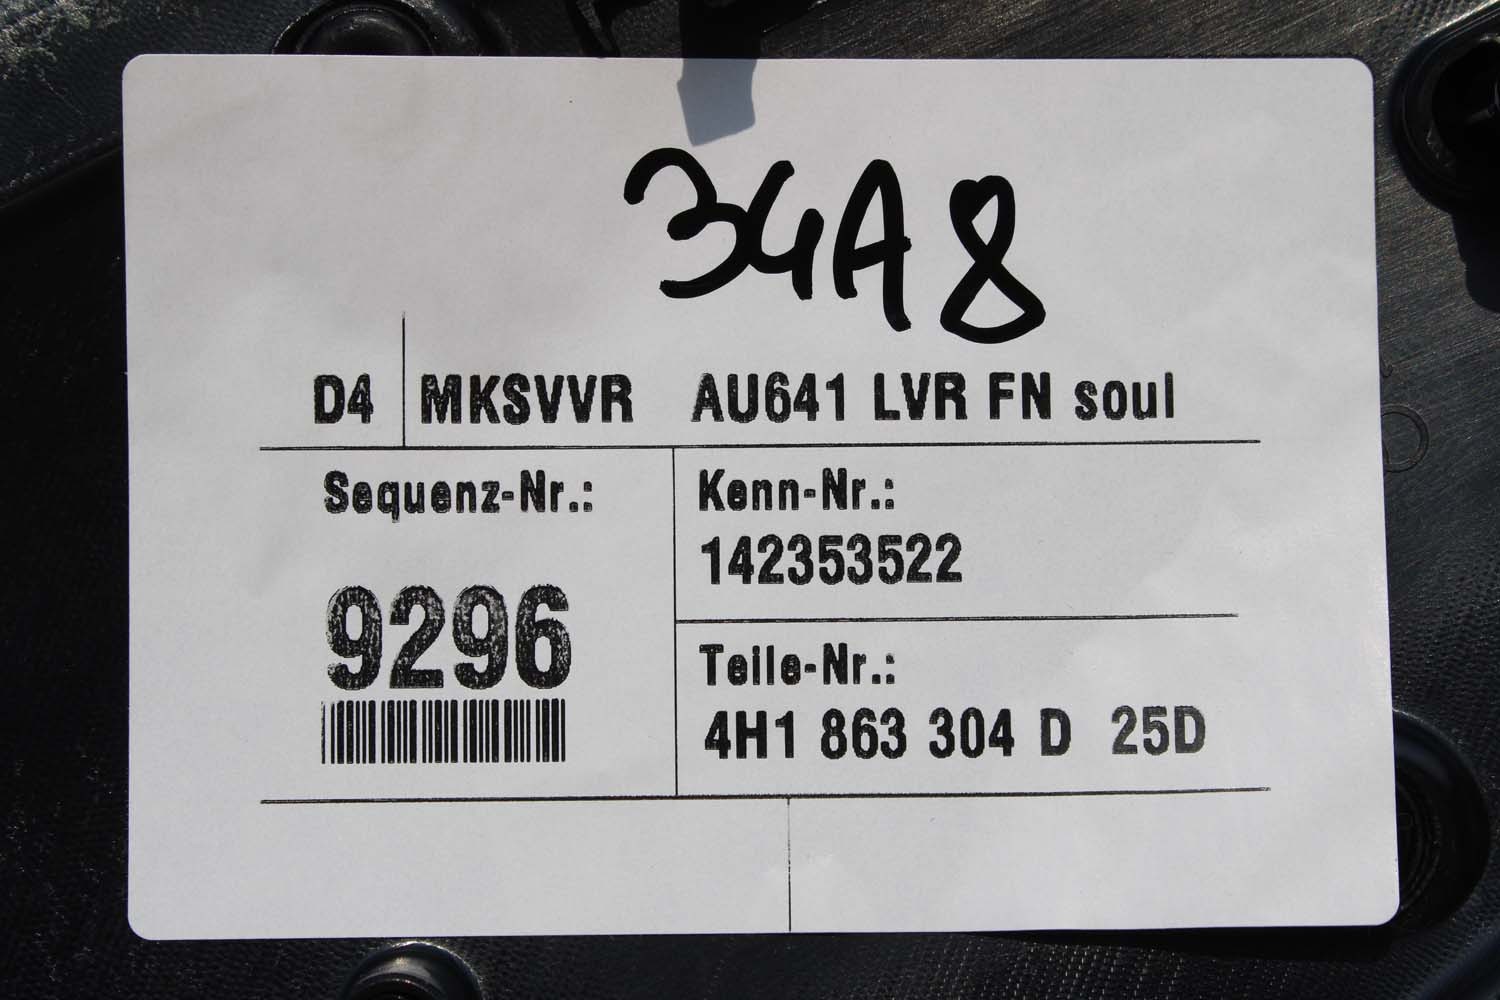 34A8
D4 MKSVVR AU641 LVR FN soul
Sequenz-Nr.:
9296
Kenn-Nr.:
142353522
Teile-Nr.:
4H1 863 304 D 25D